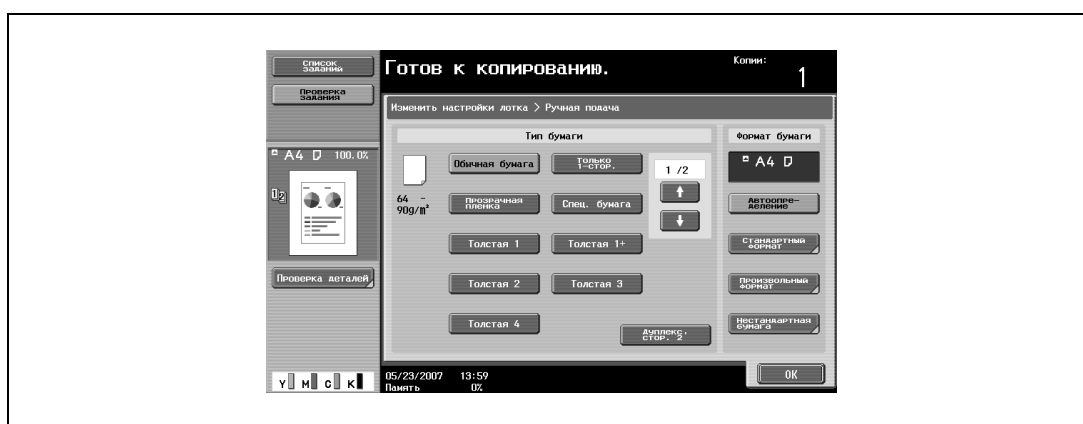 Список
заданий
Готов к копированию.
Копии:
1
Проверка
задания
Изменить настройки лотка > Ручная подача
Тип бумаги
Формат бумаги
A4 100.0%
Обычная бумага
Только
1-стор.
1 /2
A4
12
64 -
90g/m²
Прозрачная
пленка
Спец. бумага
Автоопре-
деление
Толстая 1
Толстая 1+
Стандартный
формат
Проверка деталей
Толстая 2
Толстая 3
Произвольный
формат
Толстая 4
Дуплекс.
стор. 2
Нестандартная
бумага
Y M C K
05/23/2007 13:59
Память 0%
OK